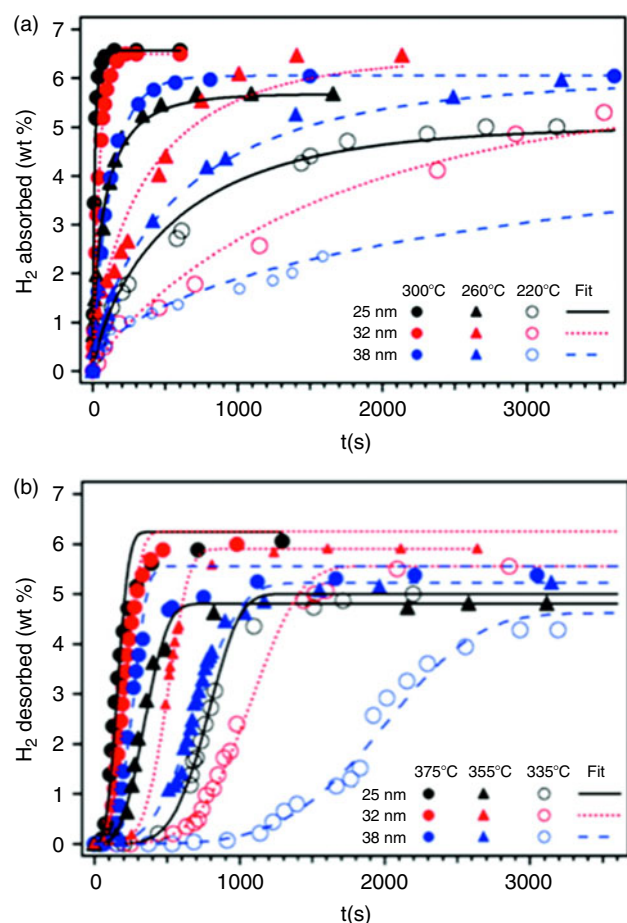 (a)
7
6
5
4
3
2
1
0
H₂ absorbed (wt %)
300°C 260°C 220°C Fit
25 nm
32 nm
38 nm
0 1000 2000 3000
t(s)
(b)
7
6
5
4
3
2
1
0
H₂ desorbed (wt %)
375°C 355°C 335°C Fit
25 nm
32 nm
38 nm
0 1000 2000 3000
t(s)